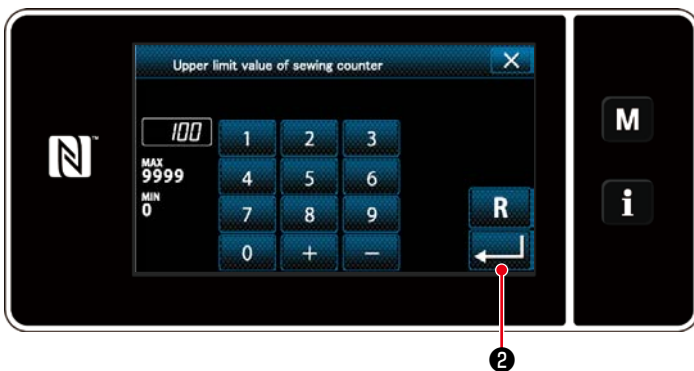 Upper limit value of sewing counter
100
1 2 3
MAX
9999
4 5 6
MIN
0
7 8 9
R
0 + −
M
i
N
❷